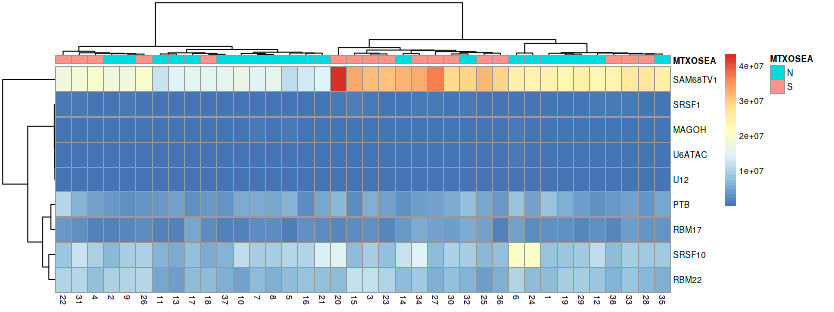 MTXOSEA
SAM68TV1
SRSF1
MAGOH
U6ATAC
U12
PTB
RBM17
SRSF10
RBM22
22 31 4 2 9 26 11 13 17 18 37 10 7 8 5 16 21 20 15 3 23 14 34 27 30 32 25 36 6 24 1 19 29 12 38 33 28 35
4e+07
3e+07
2e+07
1e+07
MTXOSEA
N
S